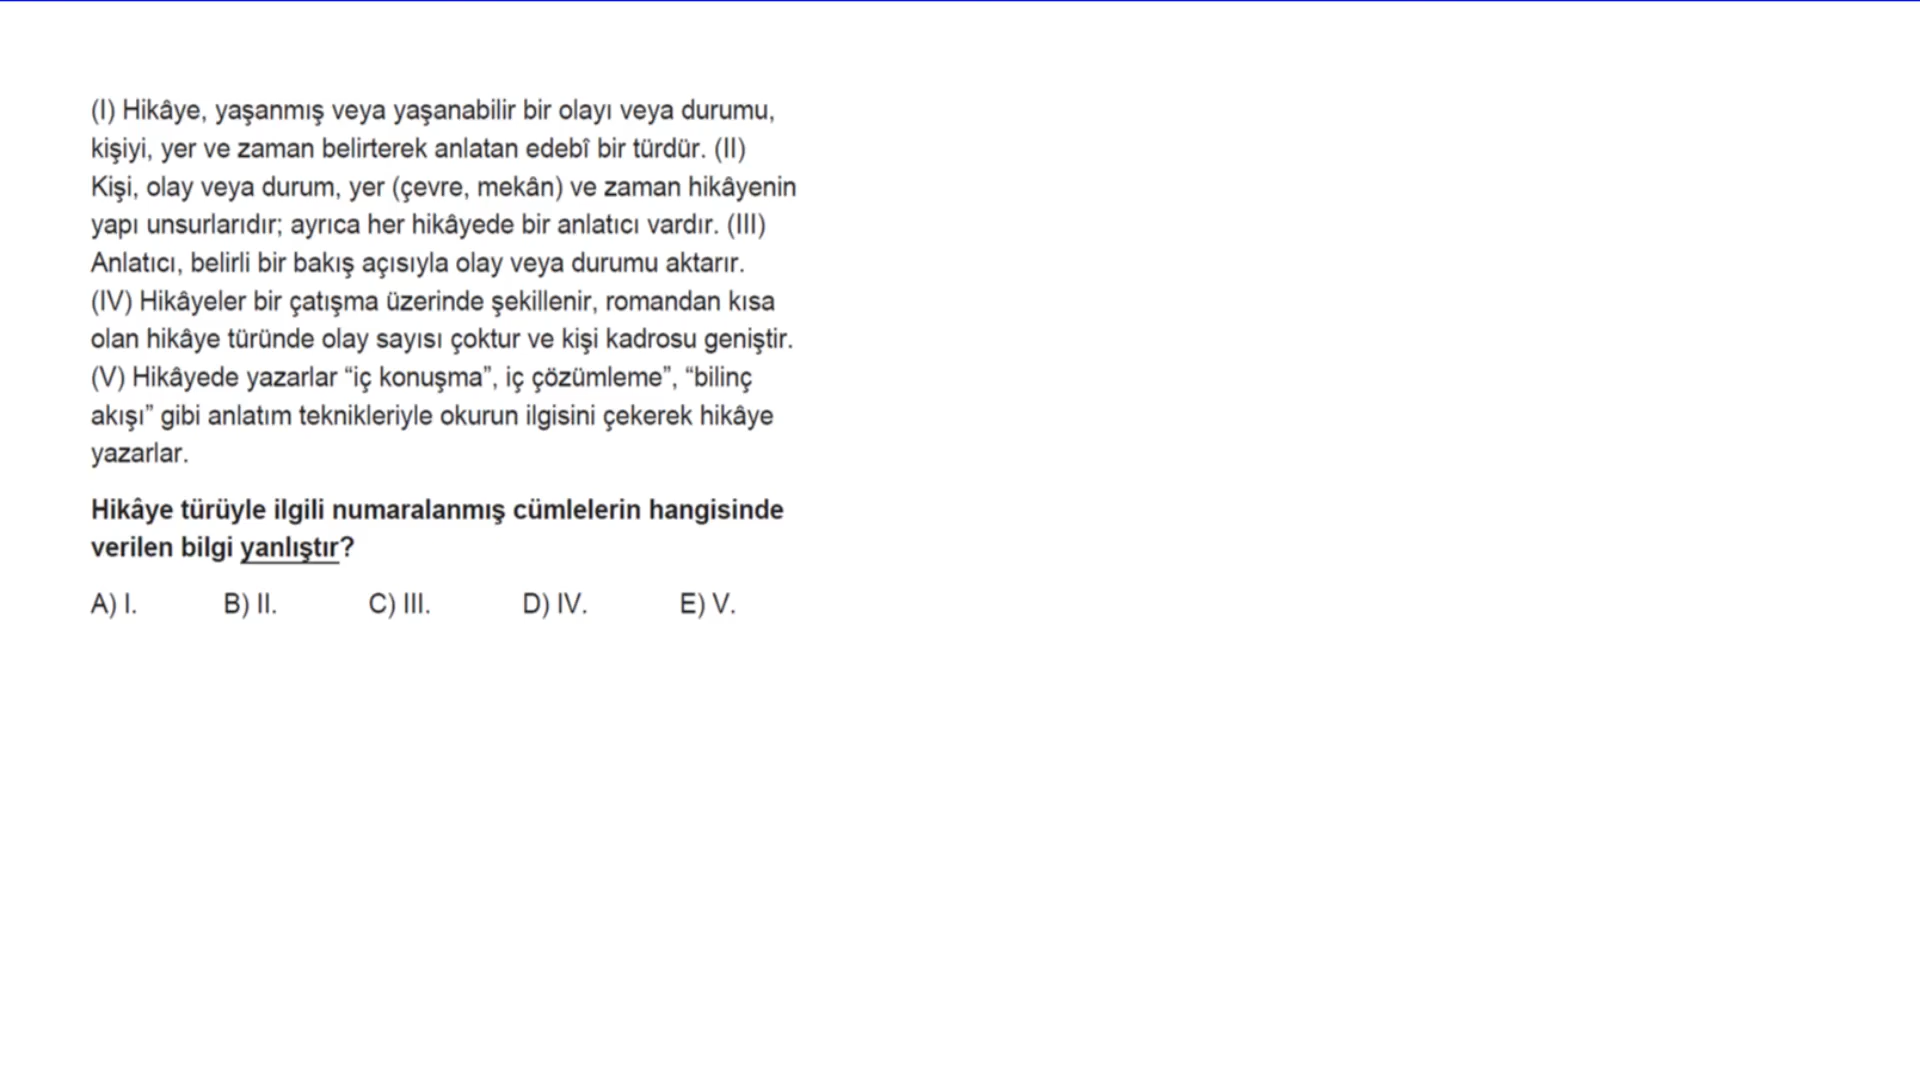 (I) Hikâye, yaşanmış veya yaşanabilir bir olayı veya durumu,
kişiyi, yer ve zaman belirterek anlatan edebî bir türdür. (II)
Kişi, olay veya durum, yer (çevre, mekân) ve zaman hikâyenin
yapı unsurlarıdır; ayrıca her hikâyede bir anlatıcı vardır. (III)
Anlatıcı, belirli bir bakış açısıyla olay veya durumu aktarır.
(IV) Hikâyeler bir çatışma üzerinde şekillenir, romandan kısa
olan hikâye türünde olay sayısı çoktur ve kişi kadrosu geniştir.
(V) Hikâyede yazarlar “iç konuşma”, iç çözümleme”, “bilinç
akışı” gibi anlatım teknikleriyle okurun ilgisini çekerek hikâye
yazarlar.
Hikâye türüyle ilgili numaralanmış cümlelerin hangisinde
verilen bilgi yanlıştır?
A) I. B) II. C) III. D) IV. E) V.